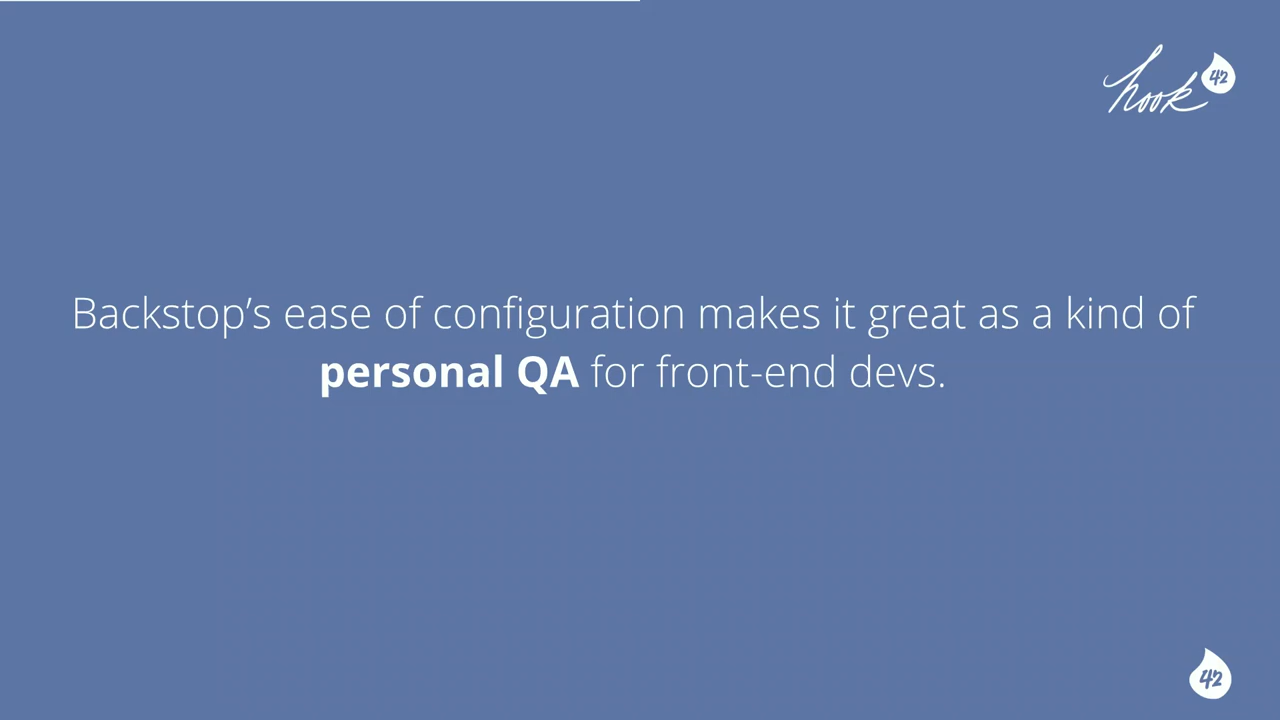 hook 42
Backstop’s ease of configuration makes it great as a kind of
personal QA for front-end devs.
42